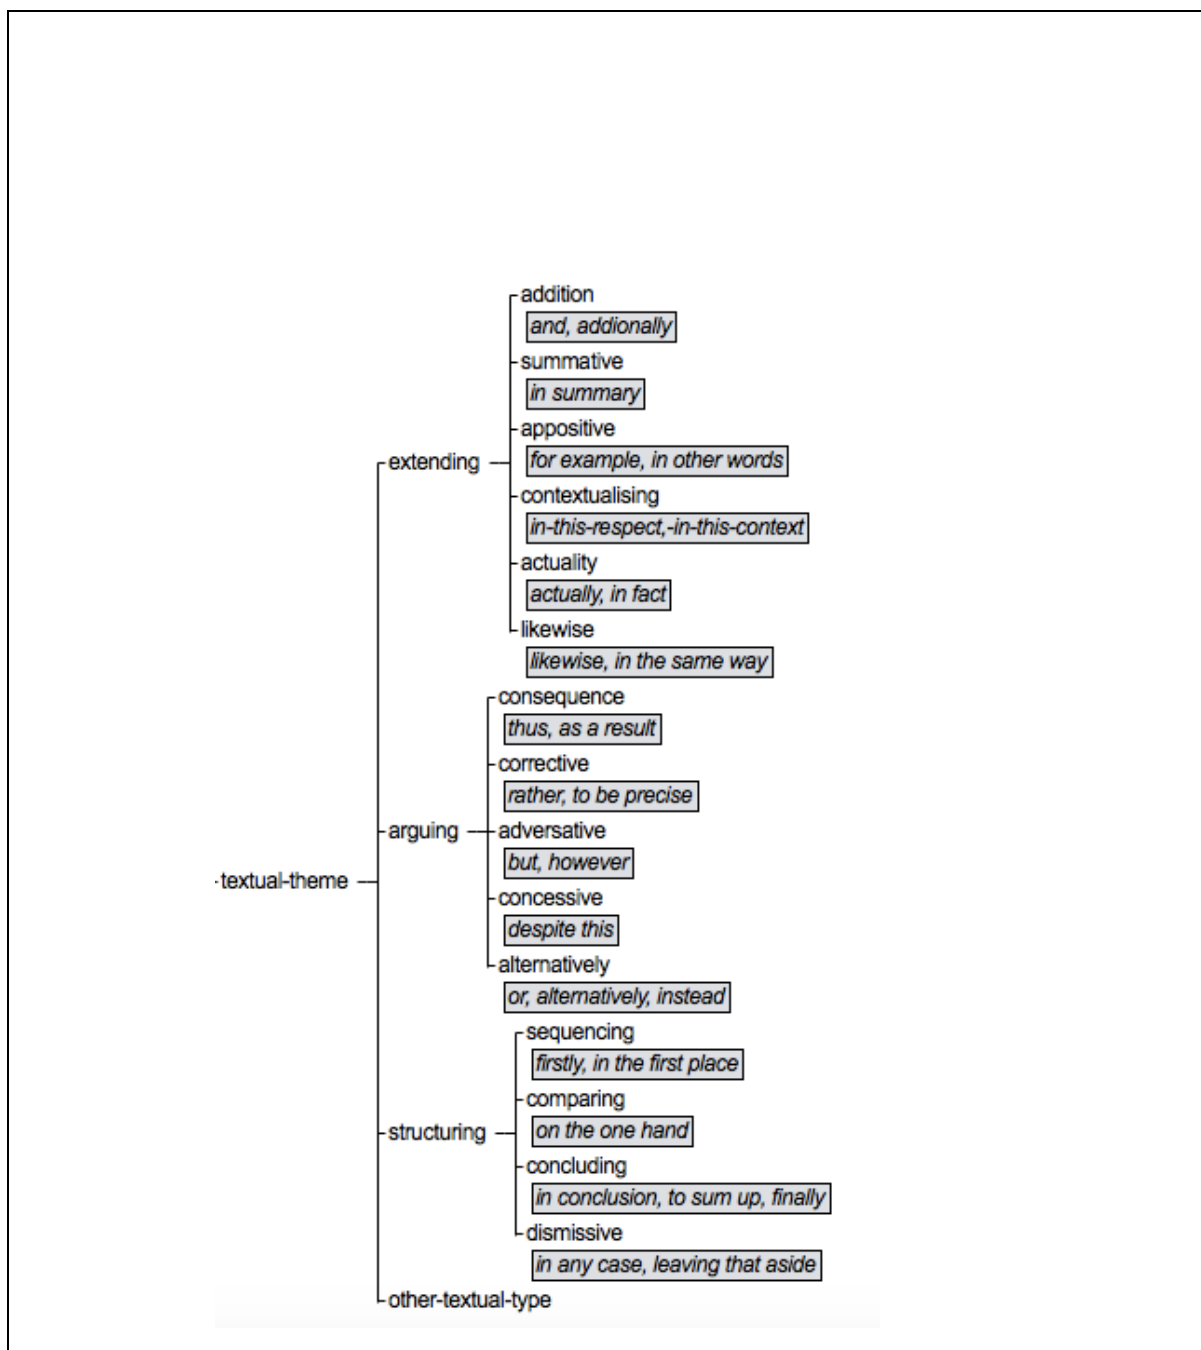 addition
and, addionally
summative
in summary
appositive
extending
for example, in other words
contextualising
in-this-respect,-in-this-context
actuality
actually, in fact
likewise
likewise, in the same way
consequence
thus, as a result
corrective
rather, to be precise
arguing
adversative
but, however
textual-theme
concessive
despite this
alternatively
or, alternatively, instead
sequencing
firstly, in the first place
comparing
structuring
on the one hand
concluding
in conclusion, to sum up, finally
dismissive
in any case, leaving that aside
other-textual-type